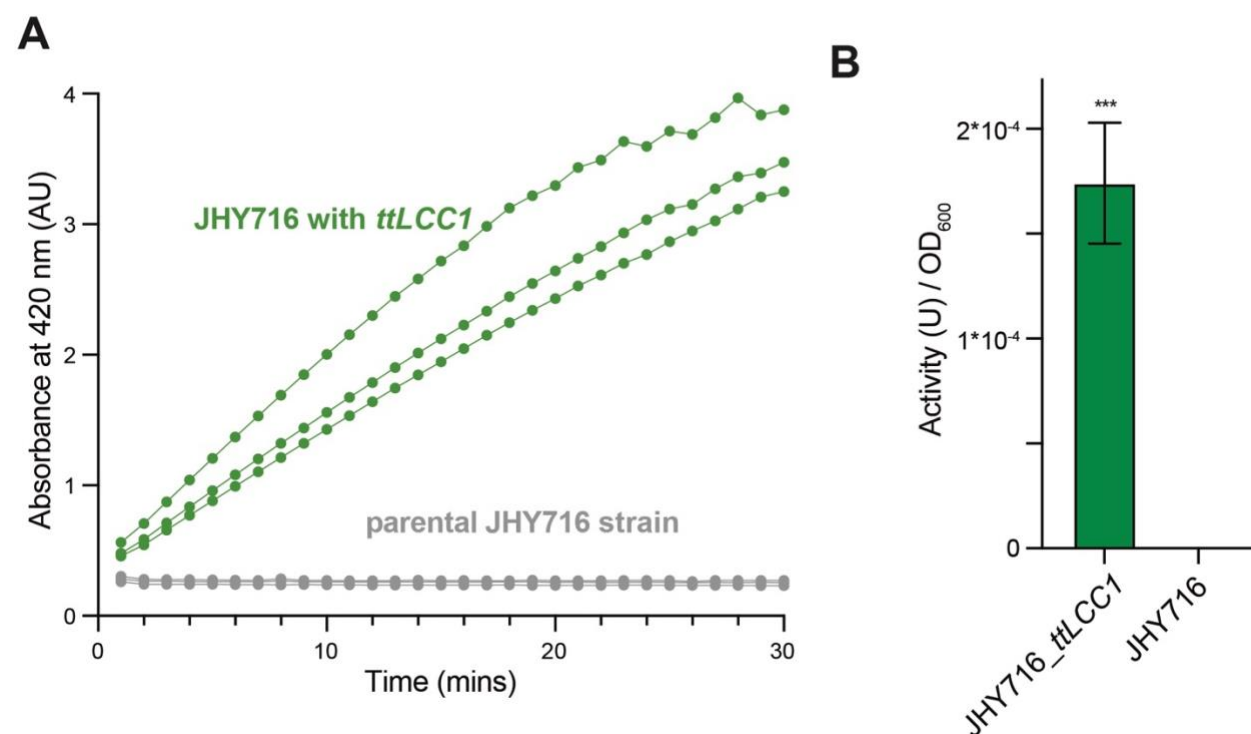 A
Absorbance at 420 nm (AU)
4
3
2
1
0
JHY716 with ttLCC1
parental JHY716 strain
0
10
20
30
Time (mins)
B
Activity (U) / OD600
2*10-4
1*10-4
0
***
JHY716_ttLCC1
JHY716